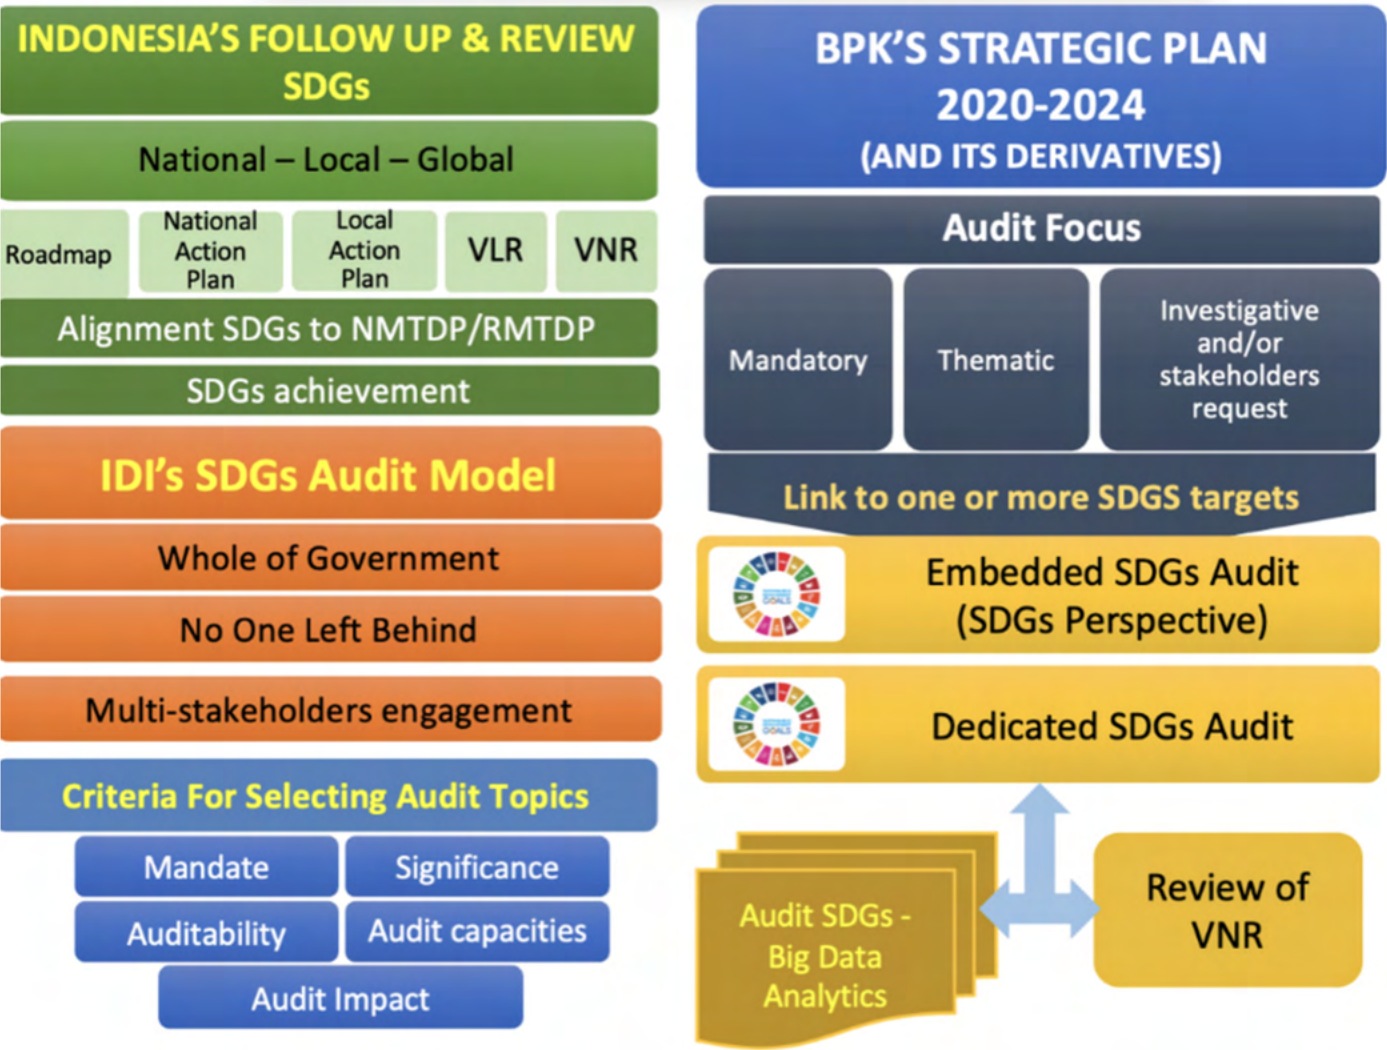 INDONESIA'S FOLLOW UP & REVIEW
SDGs
National – Local – Global
Roadmap
National
Action
Plan
Local
Action
Plan
VLR
VNR
Alignment SDGs to NMTDP/RMTDP
SDGs achievement
IDI's SDGs Audit Model
Whole of Government
No One Left Behind
Multi-stakeholders engagement
Criteria For Selecting Audit Topics
Mandate
Significance
Auditability
Audit capacities
Audit Impact
BPK'S STRATEGIC PLAN
2020-2024
(AND ITS DERIVATIVES)
Audit Focus
Mandatory
Thematic
Investigative
and/or
stakeholders
request
Link to one or more SDGS targets
GOALS
Embedded SDGs Audit
(SDGs Perspective)
GOALS
Dedicated SDGs Audit
Audit SDGs -
Big Data
Analytics
Review of
VNR